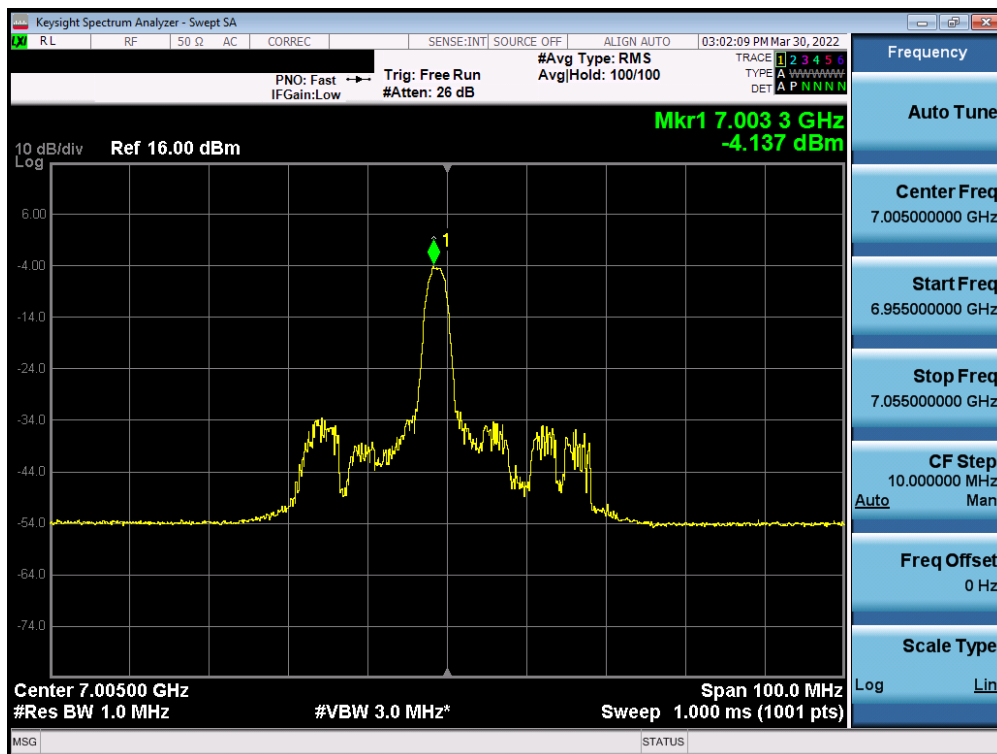 Keysight Spectrum Analyzer - Swept SA
LXI RL RF 50 Ω AC CORREC SENSE:INT SOURCE OFF ALIGN AUTO 03:02:09 PM Mar 30, 2022
PNO: Fast Trig: Free Run #Avg Type: RMS TRACE 1 2 3 4 5 6
IFGain:Low #Atten: 26 dB Avg|Hold: 100/100 TYPE A WWWWW
DET A P N N N N
Mkr1 7.003 3 GHz
-4.137 dBm
10 dB/div Ref 16.00 dBm
Log
1
6.00
-4.00
-14.0
-24.0
-34.0
-44.0
-54.0
-64.0
-74.0
Center 7.00500 GHz Span 100.0 MHz
#Res BW 1.0 MHz #VBW 3.0 MHz* Sweep 1.000 ms (1001 pts)
MSG STATUS
Frequency
Auto Tune
Center Freq
7.005000000 GHz
Start Freq
6.955000000 GHz
Stop Freq
7.055000000 GHz
CF Step
10.000000 MHz
Auto Man
Freq Offset
0 Hz
Scale Type
Log Lin